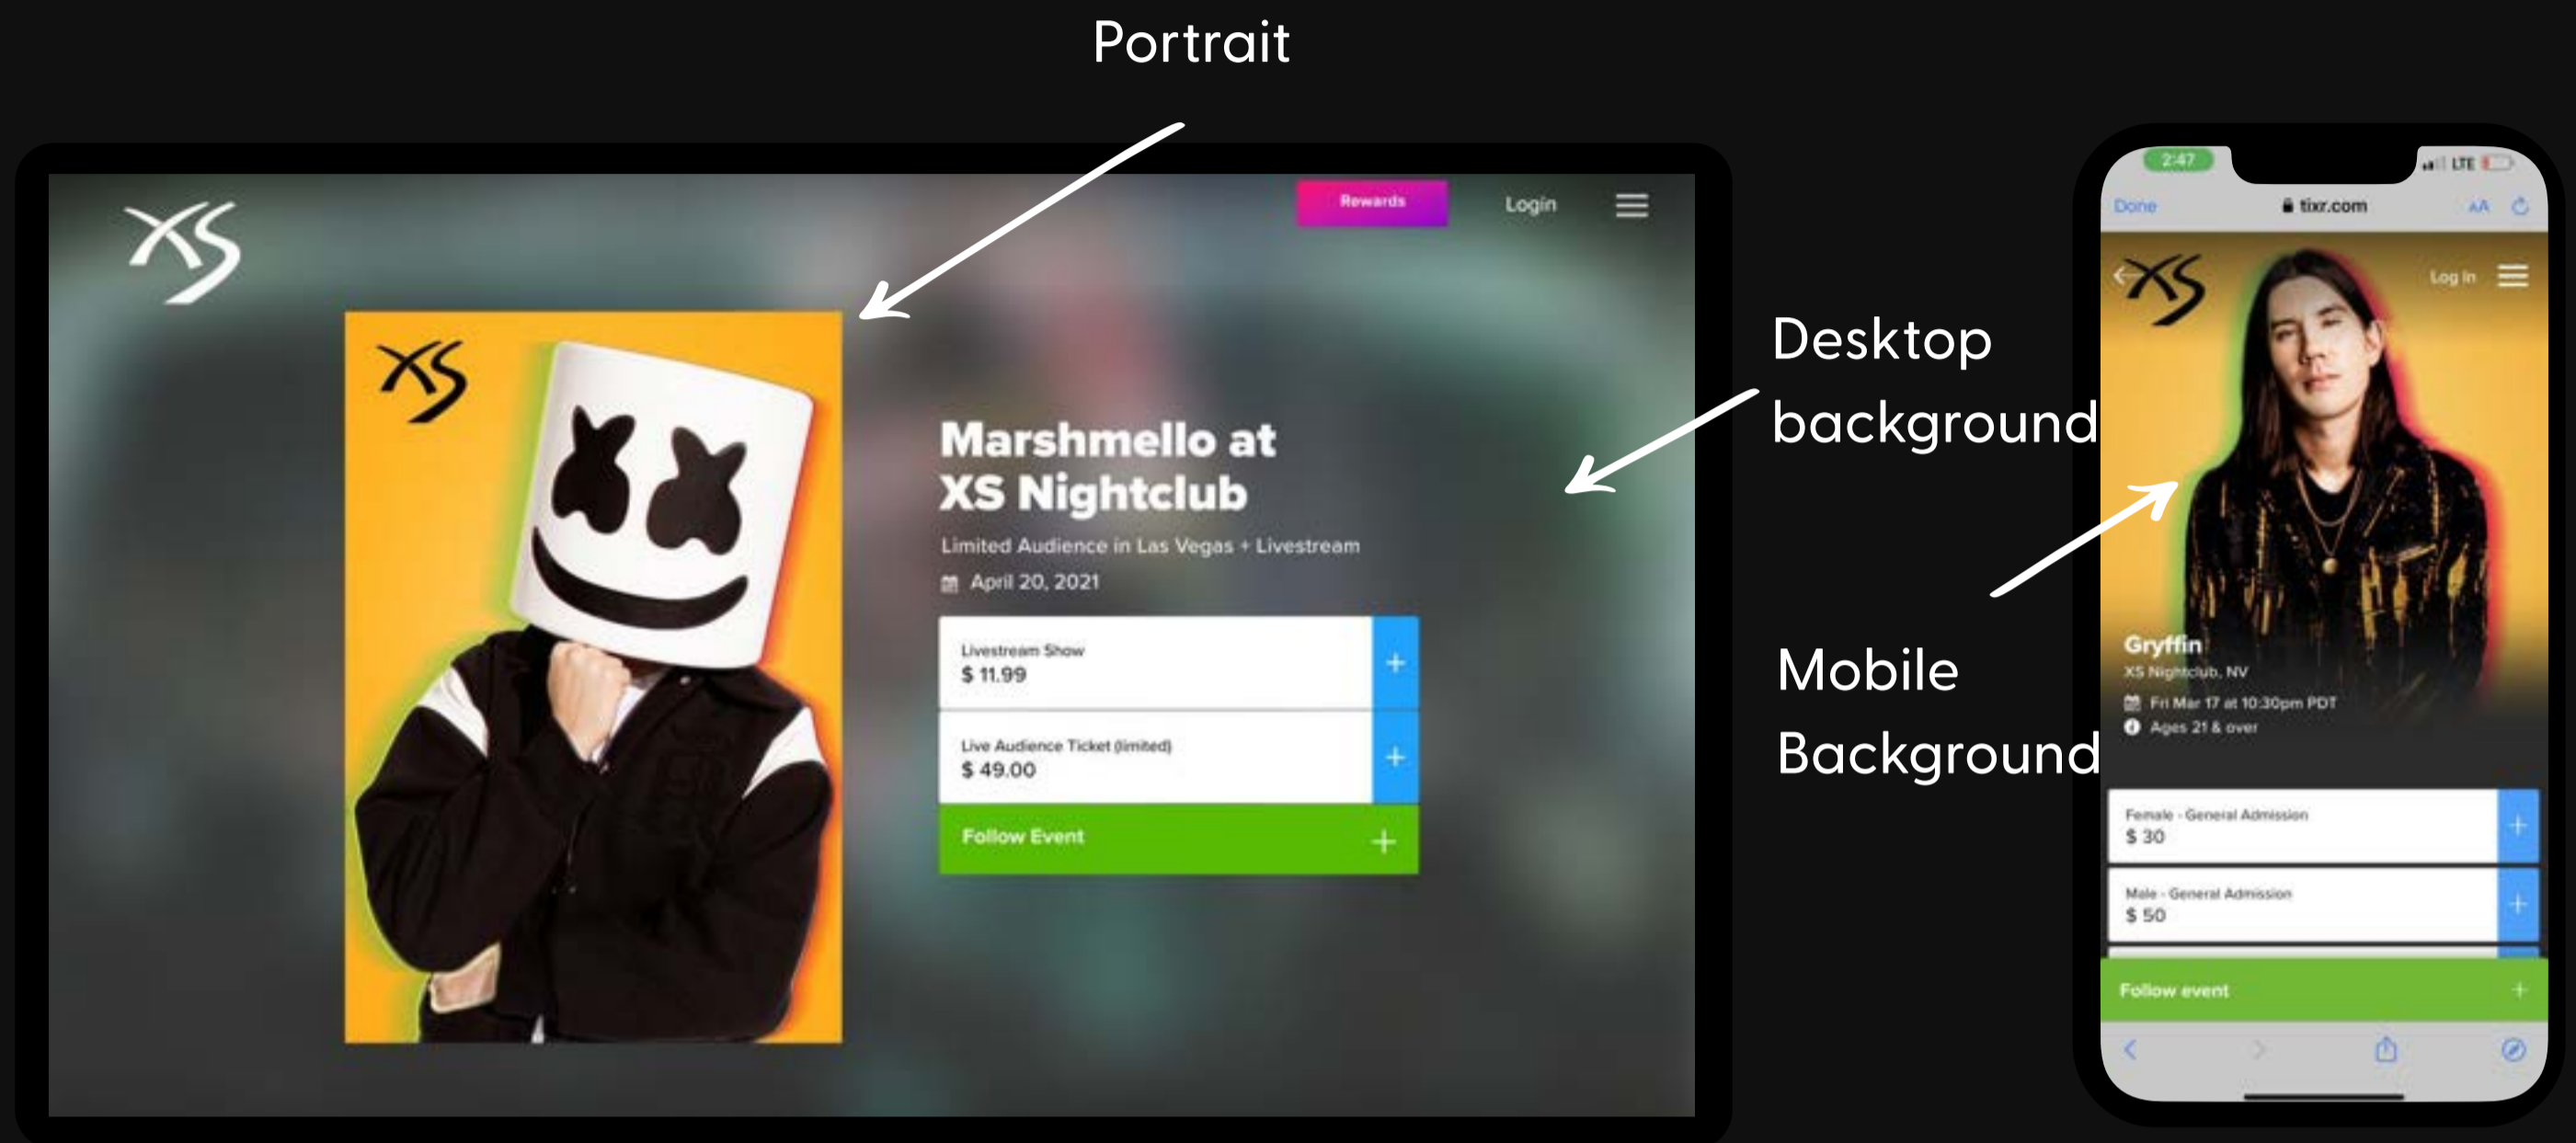 Portrait
XS
Rewards
Login
XS
Marshmello at
XS Nightclub
Limited Audience in Las Vegas + Livestream
April 20, 2021
Livestream Show
$ 11.99
+
Live Audience Ticket (limited)
$ 49.00
+
Follow Event
+
Desktop
background
Mobile
Background
2:47
LTE
Done
tixr.com
AA
XS
Log in
Gryffin
XS Nightclub, NV
Fri Mar 17 at 10:30pm PDT
Ages 21 & over
Female - General Admission
$ 30
+
Male - General Admission
$ 50
+
Follow event
+